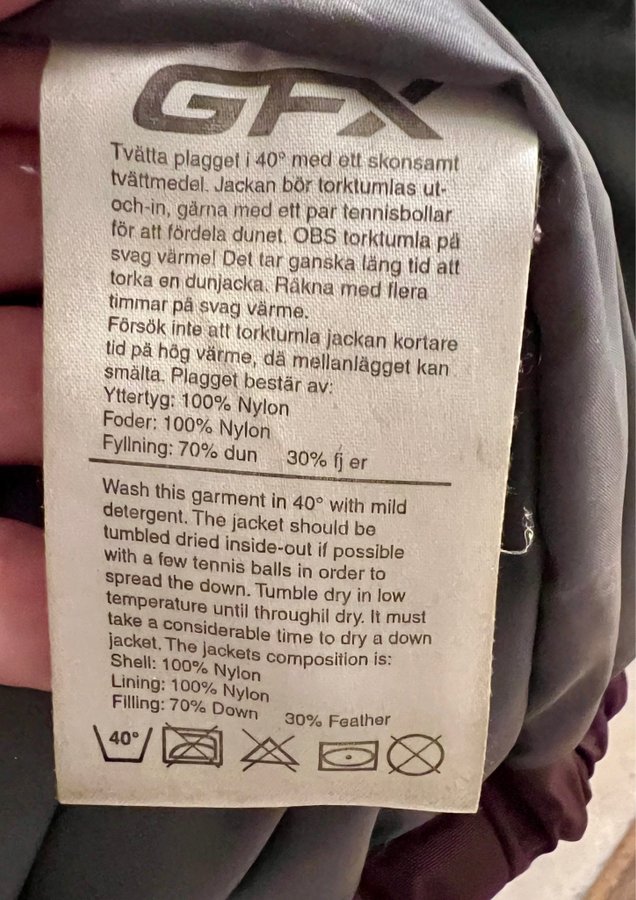 GFX
Tvätta plagget i 40° med ett skonsamt
tvättmedel. Jackan bör torktumlas ut-
och-in, gärna med ett par tennisbollar
för att fördela dunet. OBS torktumla på
svag värme! Det tar ganska lång tid att
torka en dunjacka. Räkna med flera
timmar på svag värme.
Försök inte att torktumla jackan kortare
tid på hög värme, då mellanlägget kan
smälta. Plagget består av:
Yttertyg: 100% Nylon
Foder: 100% Nylon
Fyllning: 70% dun 30% fj er
Wash this garment in 40° with mild
detergent. The jacket should be
tumbled dried inside-out if possible
with a few tennis balls in order to
spread the down. Tumble dry in low
temperature until throughil dry. It must
take a considerable time to dry a down
jacket. The jackets composition is:
Shell: 100% Nylon
Lining: 100% Nylon
Filling: 70% Down 30% Feather
40°